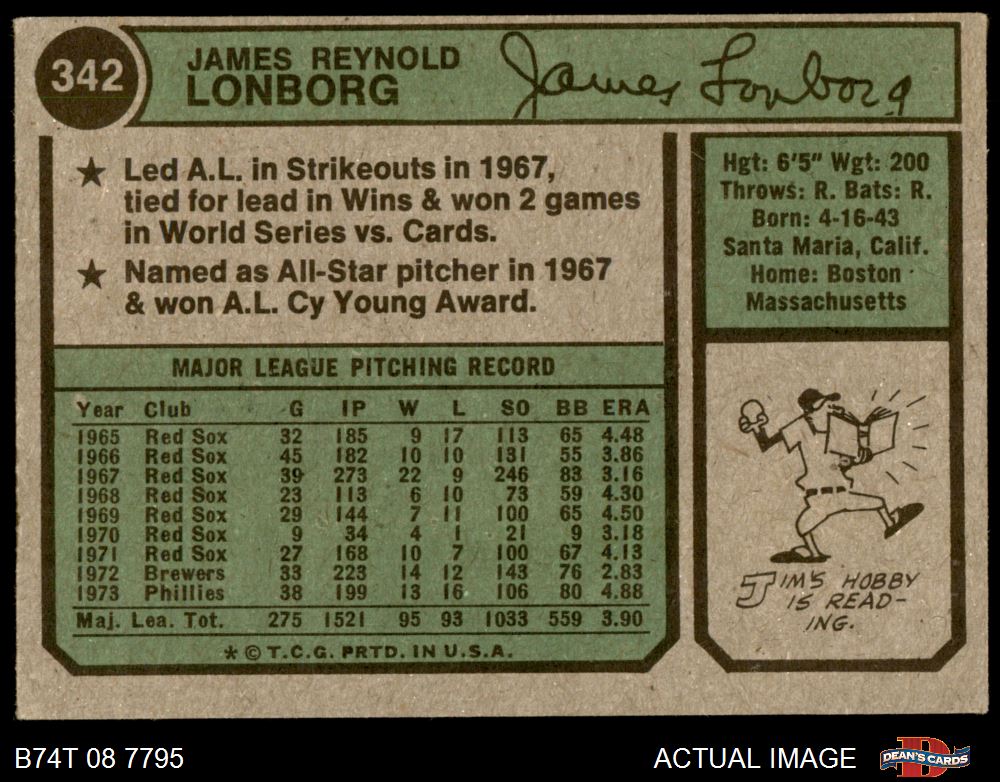 342
JAMES REYNOLD
LONBORG
James Lonborg
★ Led A.L. in Strikeouts in 1967,
tied for lead in Wins & won 2 games
in World Series vs. Cards.
★ Named as All-Star pitcher in 1967
& won A.L. Cy Young Award.
Hgt: 6'5" Wgt: 200
Throws: R. Bats: R.
Born: 4-16-43
Santa Maria, Calif.
Home: Boston
Massachusetts
MAJOR LEAGUE PITCHING RECORD
Year Club G IP W L SO BB ERA
1965 Red Sox 32 185 9 17 113 65 4.48
1966 Red Sox 45 182 10 10 131 55 3.86
1967 Red Sox 39 273 22 9 246 83 3.16
1968 Red Sox 23 113 6 10 73 59 4.30
1969 Red Sox 29 144 7 11 100 65 4.50
1970 Red Sox 9 34 4 1 21 9 3.18
1971 Red Sox 27 168 10 7 100 67 4.13
1972 Brewers 33 223 14 12 143 76 2.83
1973 Phillies 38 199 13 16 106 80 4.88
Maj. Lea. Tot. 275 1521 95 93 1033 559 3.90
* © T.C.G. PRTD. IN U.S.A.
JIM'S HOBBY
IS READ-
ING.
B74T 08 7795
ACTUAL IMAGE
DEAN'S CARDS